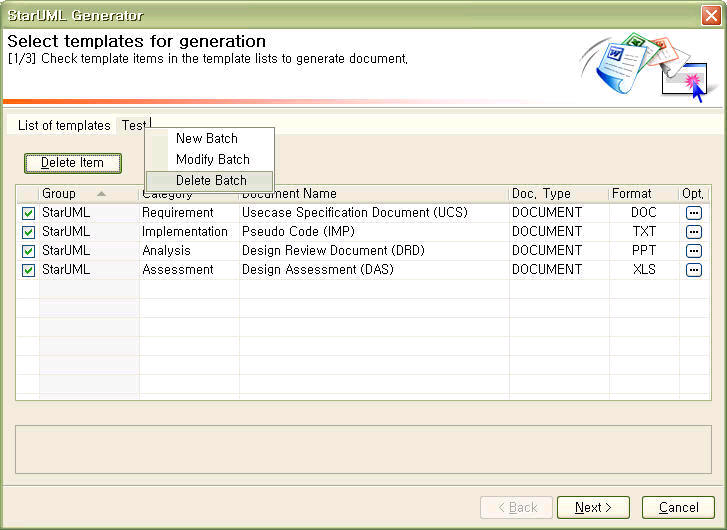 StarUML Generator
Select templates for generation
[1/3] Check template items in the template lists to generate document.
List of templates Test
New Batch
Modify Batch
Delete Batch
Delete Item
Group Category Document Name Doc. Type Format Opt.
StarUML Requirement Usecase Specification Document (UCS) DOCUMENT DOC ...
StarUML Implementation Pseudo Code (IMP) DOCUMENT TXT ...
StarUML Analysis Design Review Document (DRD) DOCUMENT PPT ...
StarUML Assessment Design Assessment (DAS) DOCUMENT XLS ...
< Back Next > Cancel